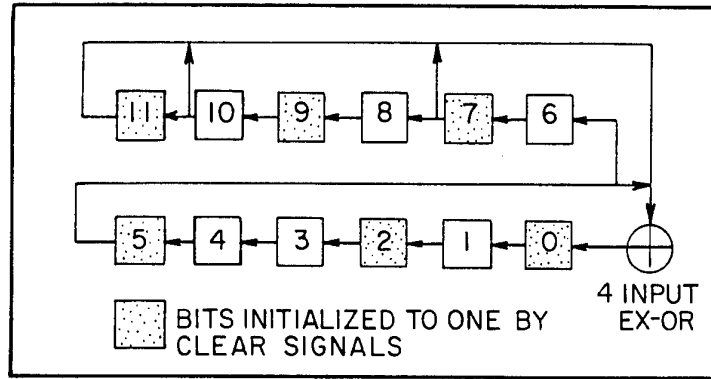 11 10 9 8 7 6
5 4 3 2 1 0
4 INPUT
EX-OR
BITS INITIALIZED TO ONE BY
CLEAR SIGNALS